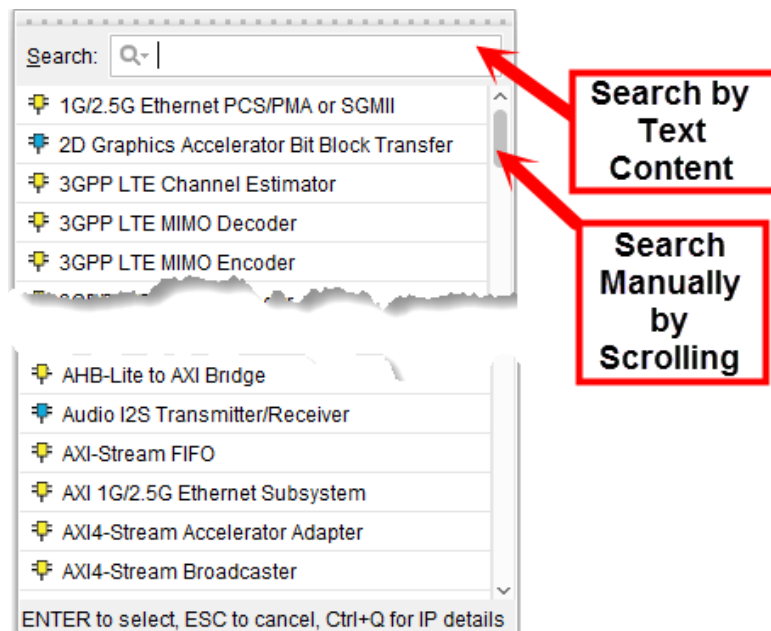 Search:
1G/2.5G Ethernet PCS/PMA or SGMII
2D Graphics Accelerator Bit Block Transfer
3GPP LTE Channel Estimator
3GPP LTE MIMO Decoder
3GPP LTE MIMO Encoder
AHB-Lite to AXI Bridge
Audio I2S Transmitter/Receiver
AXI-Stream FIFO
AXI 1G/2.5G Ethernet Subsystem
AXI4-Stream Accelerator Adapter
AXI4-Stream Broadcaster
ENTER to select, ESC to cancel, Ctrl+Q for IP details
Search by
Text
Content
Search
Manually
by
Scrolling